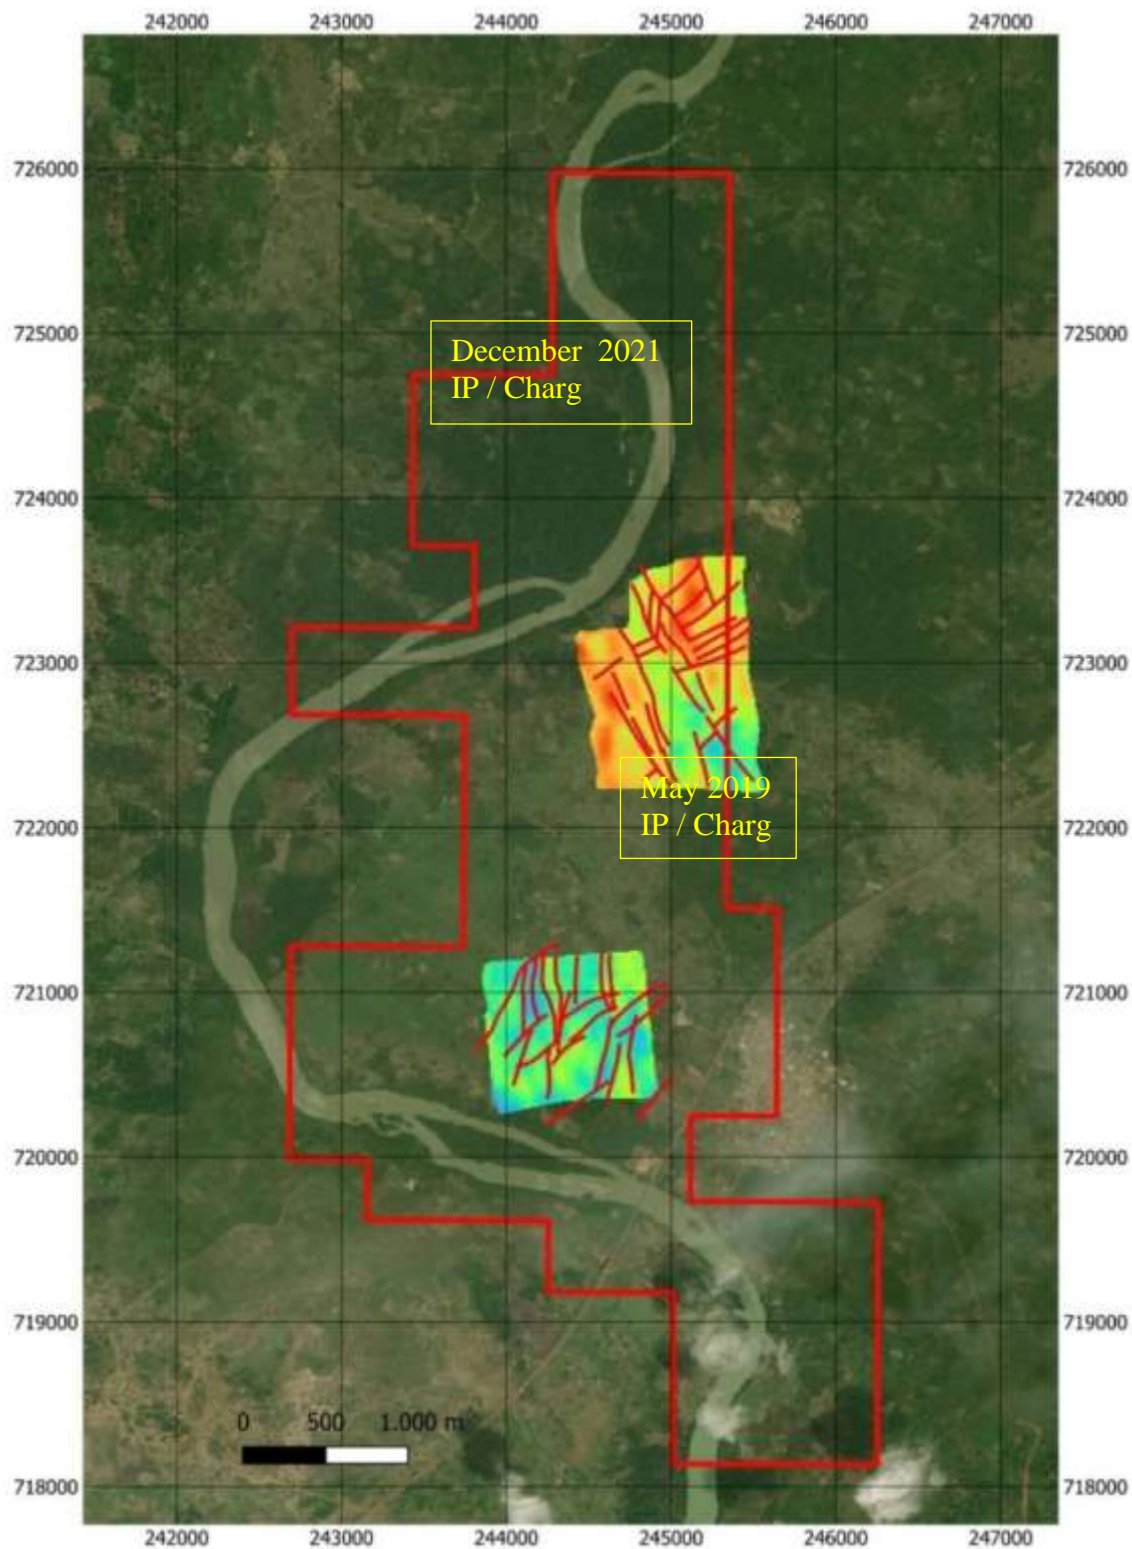 242000 243000 244000 245000 246000 247000
726000 726000
725000 725000
December 2021
IP / Charg
724000 724000
723000 723000
May 2019
IP / Charg
722000 722000
721000 721000
720000 720000
719000 719000
0 500 1.000 m
718000 718000
242000 243000 244000 245000 246000 247000